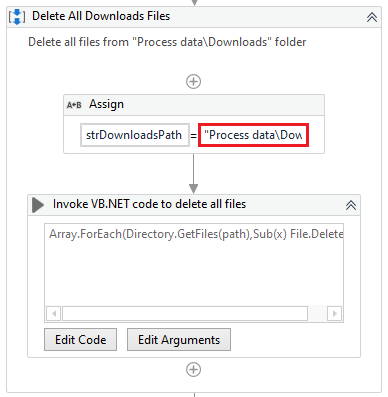 Delete All Downloads Files
Delete all files from "Process data\Downloads" folder
A+B Assign
strDownloadsPath = "Process data\Dow
Invoke VB.NET code to delete all files
Array.ForEach(Directory.GetFiles(path),Sub(x) File.Delete
Edit Code Edit Arguments